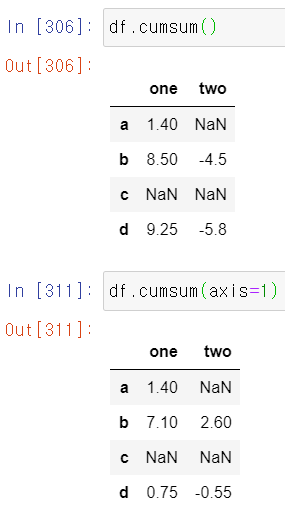 In [306]: df.cumsum()
Out[306]:
one two
a 1.40 NaN
b 8.50 -4.5
c NaN NaN
d 9.25 -5.8
In [311]: df.cumsum(axis=1)
Out[311]:
one two
a 1.40 NaN
b 7.10 2.60
c NaN NaN
d 0.75 -0.55